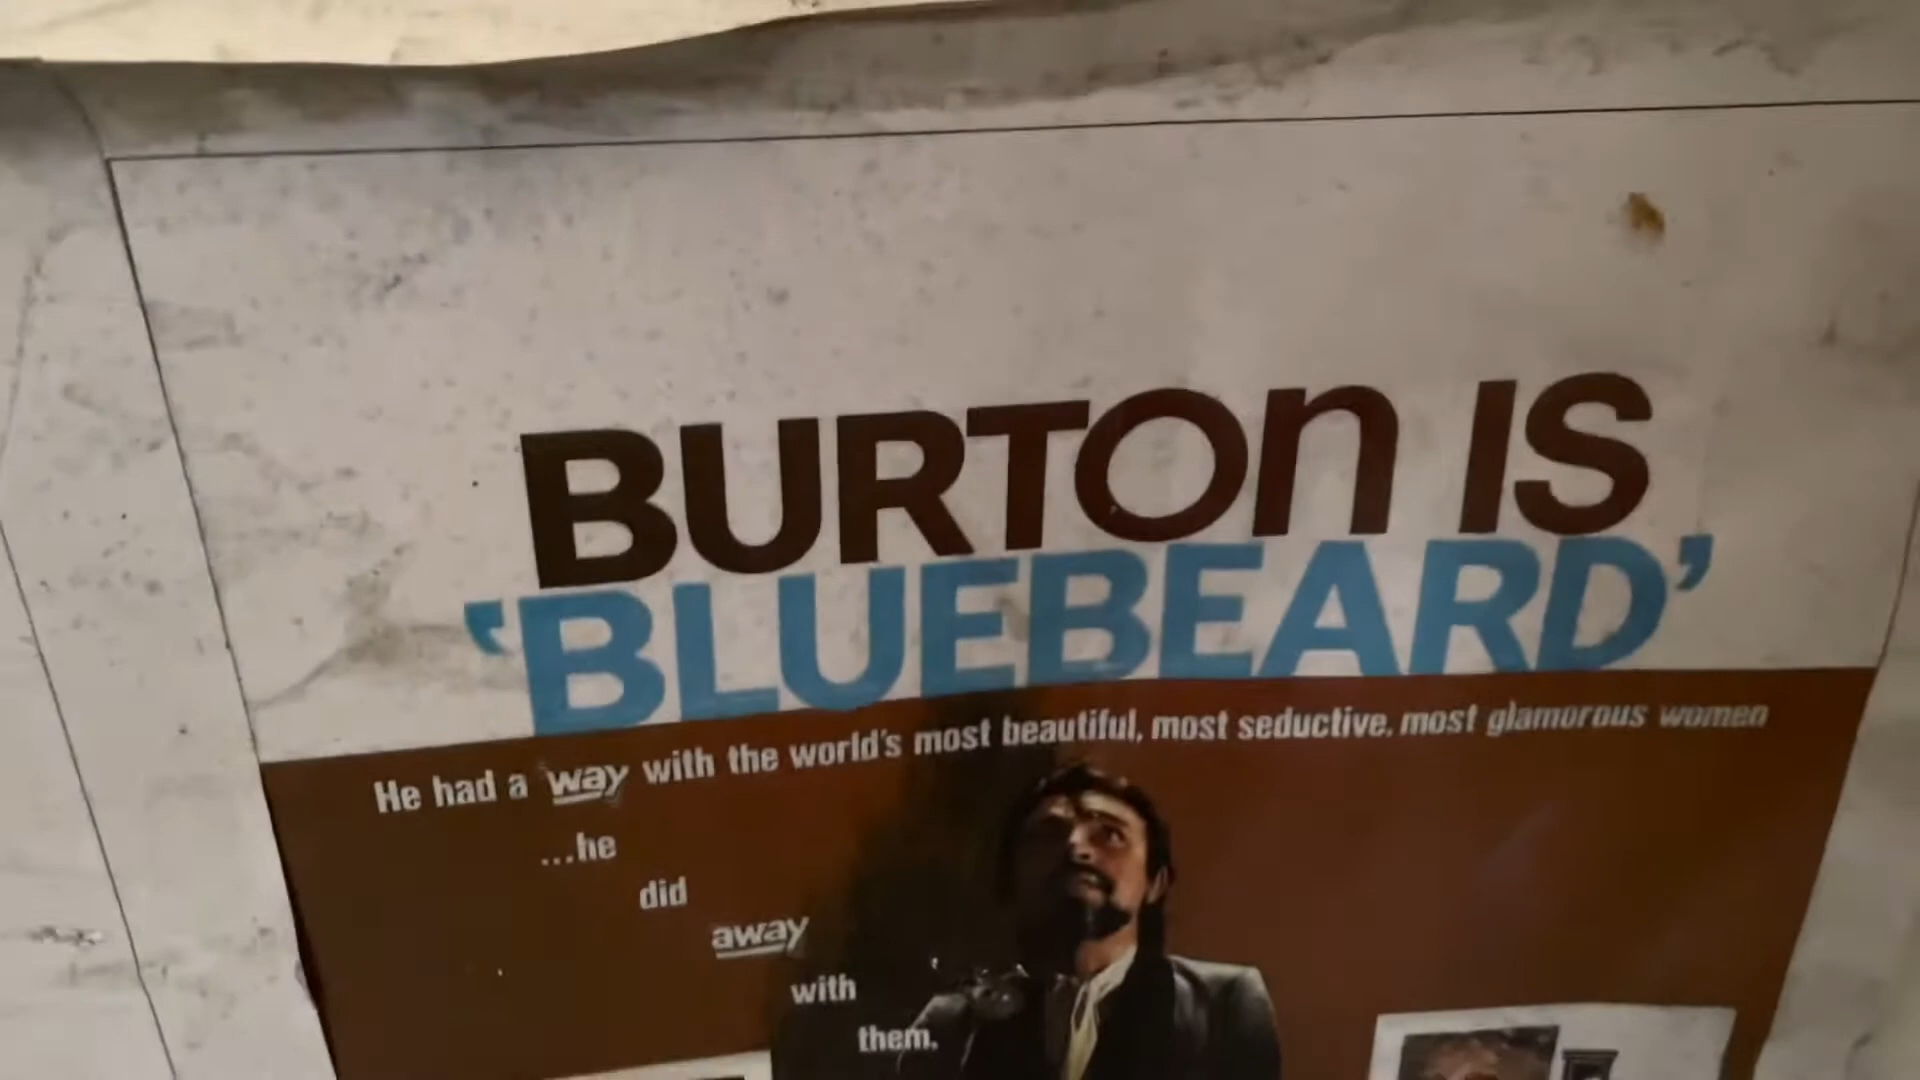 BURTON IS
‘BLUEBEARD’
He had a way with the world's most beautiful, most seductive, most glamorous women
...he
did
away
with
them.